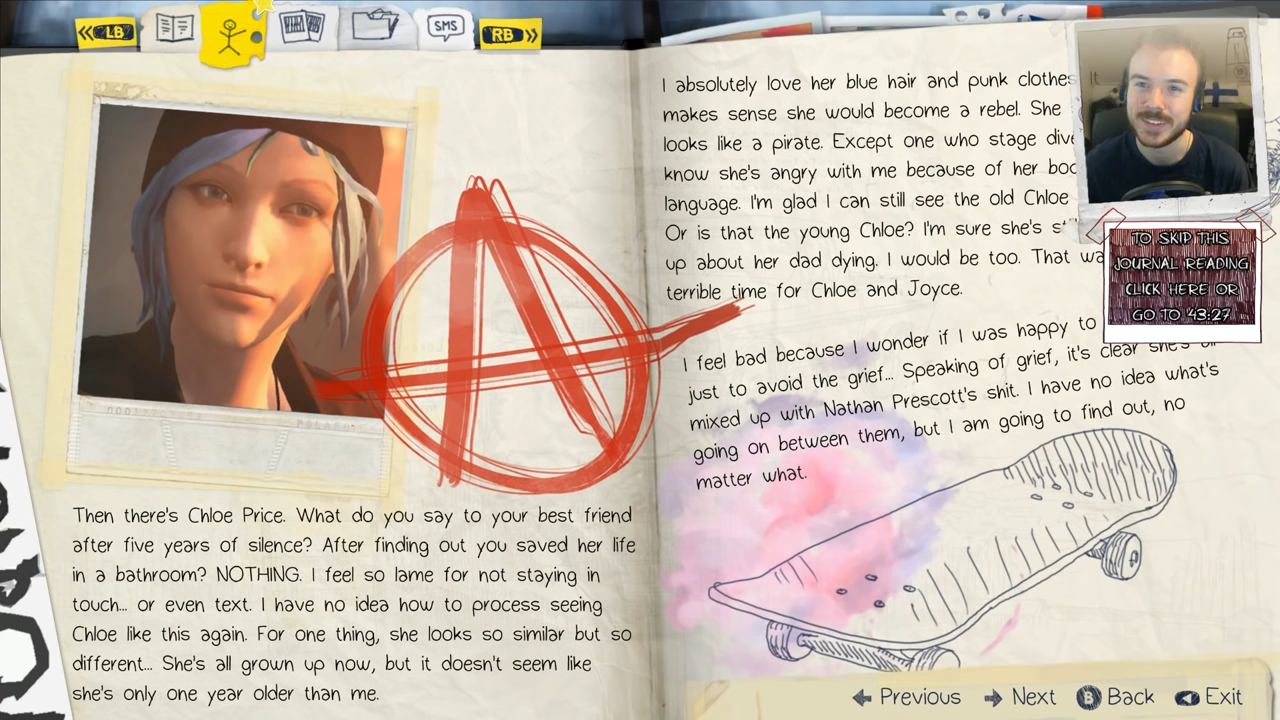 LB
SMS
RB
Then there's Chloe Price. What do you say to your best friend
after five years of silence? After finding out you saved her life
in a bathroom? NOTHING. I feel so lame for not staying in
touch... or even text. I have no idea how to process seeing
Chloe like this again. For one thing, she looks so similar but so
different... She's all grown up now, but it doesn't seem like
she's only one year older than me.
I absolutely love her blue hair and punk clothes
makes sense she would become a rebel. She
looks like a pirate. Except one who stage
know she's angry with me because of her
language. I'm glad I can still see the old Chloe
Or is that the young Chloe? I'm sure she's
up about her dad dying. I would be too. That
terrible time for Chloe and Joyce.
I feel bad because I wonder if I was happy to
just to avoid the grief... Speaking of grief, it's clear she's
mixed up with Nathan Prescott's shit. I have no idea what's
going on between them, but I am going to find out, no
matter what.
TO SKIP THIS
JOURNAL READING
CLICK HERE OR
GO TO 43:27
Previous
Next
B Back
Exit